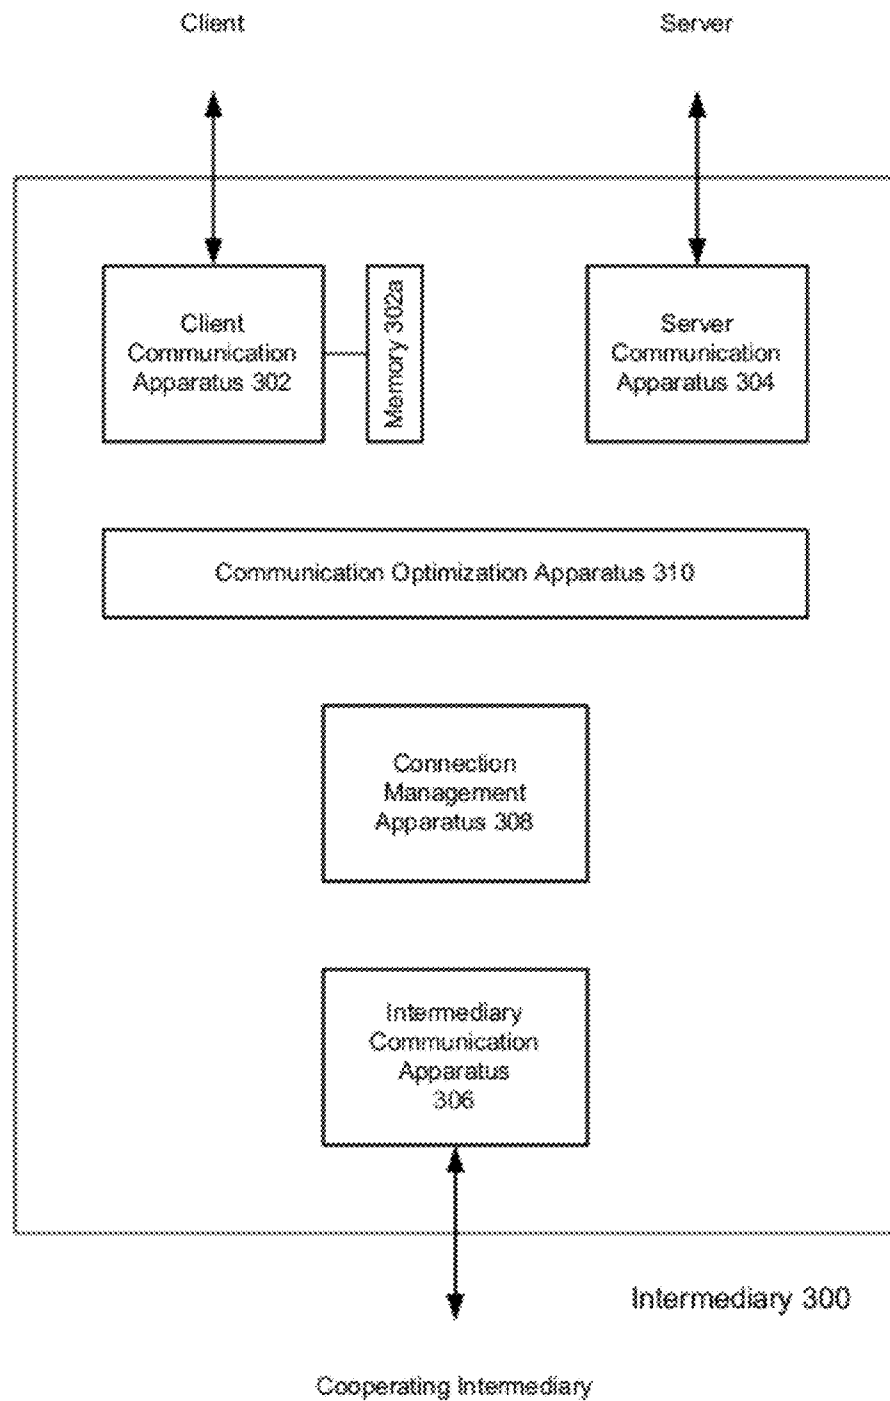 Client
Server
Client
Communication
Apparatus 302
Memory 302a
Server
Communication
Apparatus 304
Communication Optimization Apparatus 310
Connection
Management
Apparatus 308
Intermediary
Communication
Apparatus
306
Intermediary 300
Cooperating Intermediary